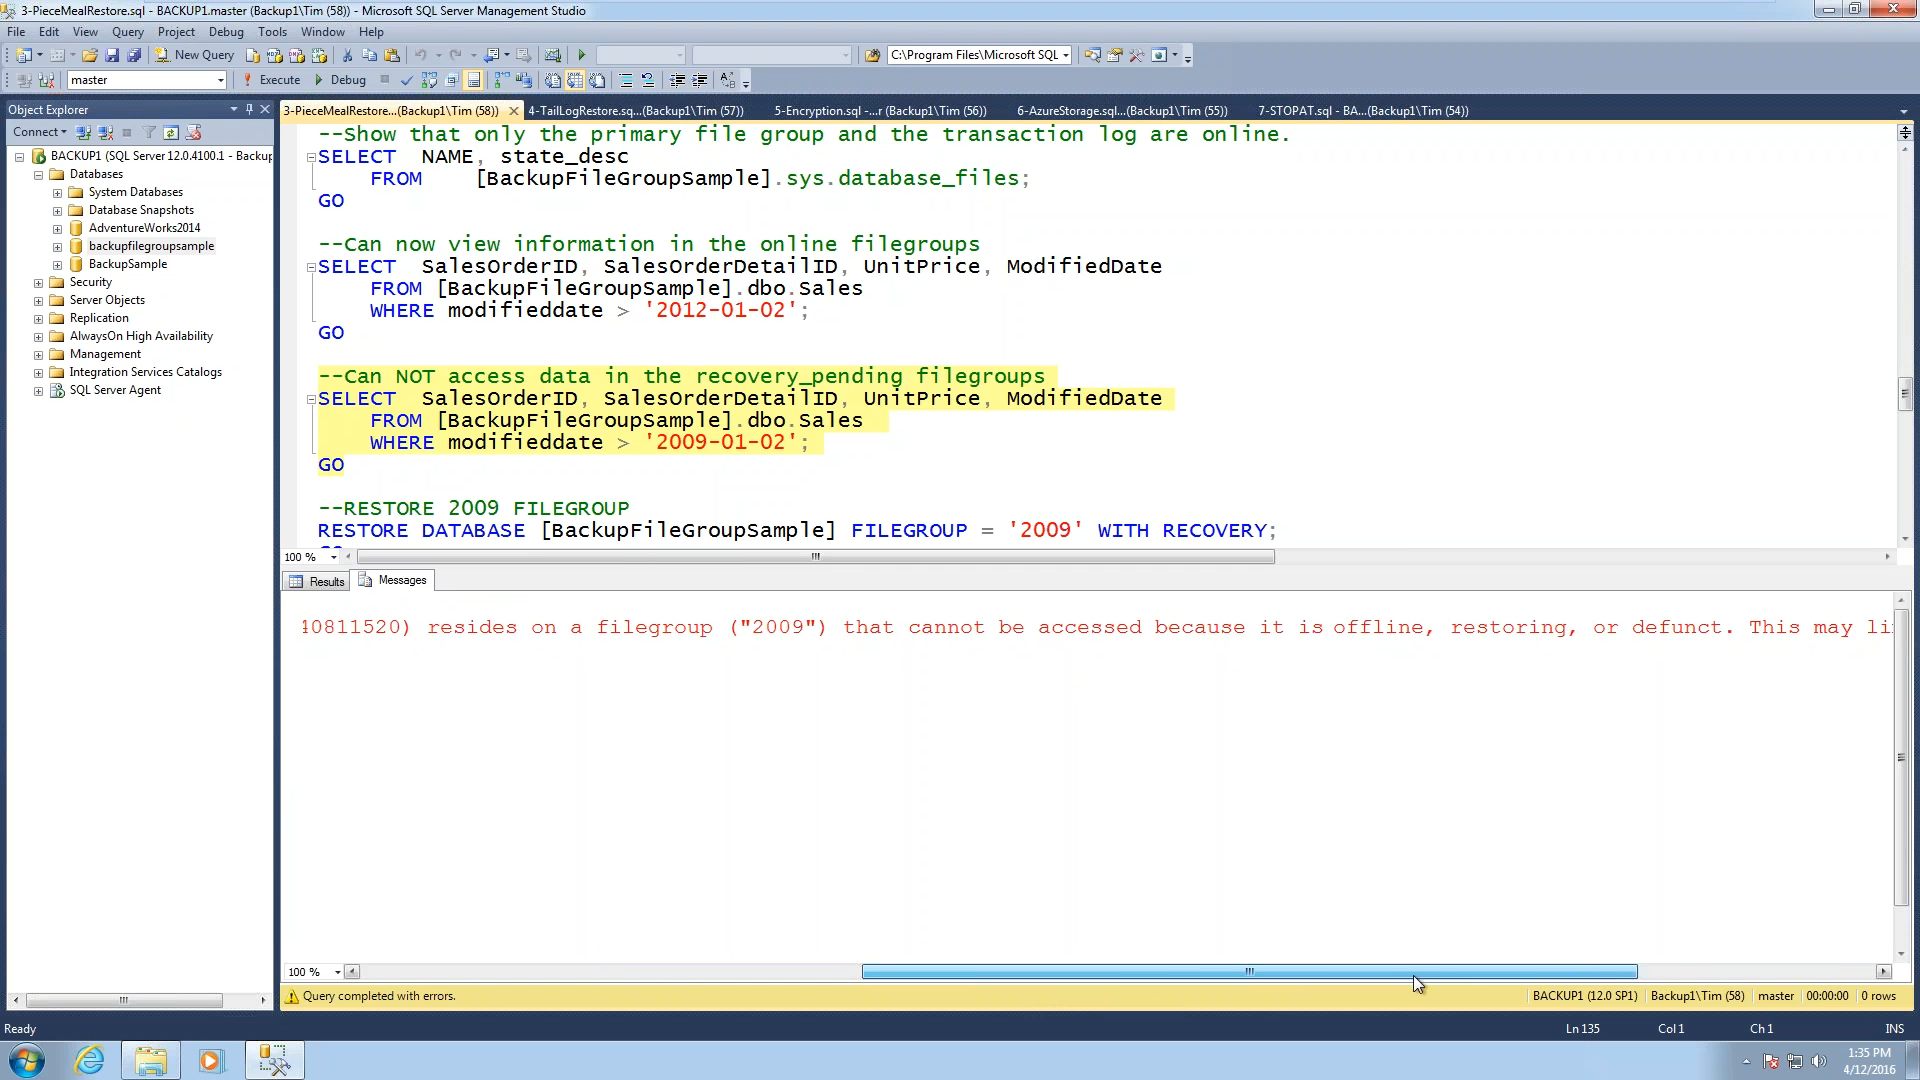 3-PieceMealRestore.sql - BACKUP1.master (Backup1\Tim (58)) - Microsoft SQL Server Management Studio
File Edit View Query Project Debug Tools Window Help
New Query C:\Program Files\Microsoft SQL
master Execute Debug
Object Explorer
Connect
BACKUP1 (SQL Server 12.0.4100.1 - Backup
Databases
System Databases
Database Snapshots
AdventureWorks2014
backupfilegroupsample
BackupSample
Security
Server Objects
Replication
AlwaysOn High Availability
Management
Integration Services Catalogs
SQL Server Agent
3-PieceMealRestore...(Backup1\Tim (58)) 4-TailLogRestore.sq...(Backup1\Tim (57)) 5-Encryption.sql -...r (Backup1\Tim (56)) 6-AzureStorage.sql...(Backup1\Tim (55)) 7-STOPAT.sql - BA...(Backup1\Tim (54))
--Show that only the primary file group and the transaction log are online.
SELECT NAME, state_desc
FROM [BackupFileGroupSample].sys.database_files;
GO
--Can now view information in the online filegroups
SELECT SalesOrderID, SalesOrderDetailID, UnitPrice, ModifiedDate
FROM [BackupFileGroupSample].dbo.Sales
WHERE modifieddate > '2012-01-02';
GO
--Can NOT access data in the recovery_pending filegroups
SELECT SalesOrderID, SalesOrderDetailID, UnitPrice, ModifiedDate
FROM [BackupFileGroupSample].dbo.Sales
WHERE modifieddate > '2009-01-02';
GO
--RESTORE 2009 FILEGROUP
RESTORE DATABASE [BackupFileGroupSample] FILEGROUP = '2009' WITH RECOVERY;
100 %
Results Messages
40811520) resides on a filegroup ("2009") that cannot be accessed because it is offline, restoring, or defunct. This may li
100 %
Query completed with errors. BACKUP1 (12.0 SP1) Backup1\Tim (58) master 00:00:00 0 rows
Ready Ln 135 Col 1 Ch 1 INS
1:35 PM
4/12/2016